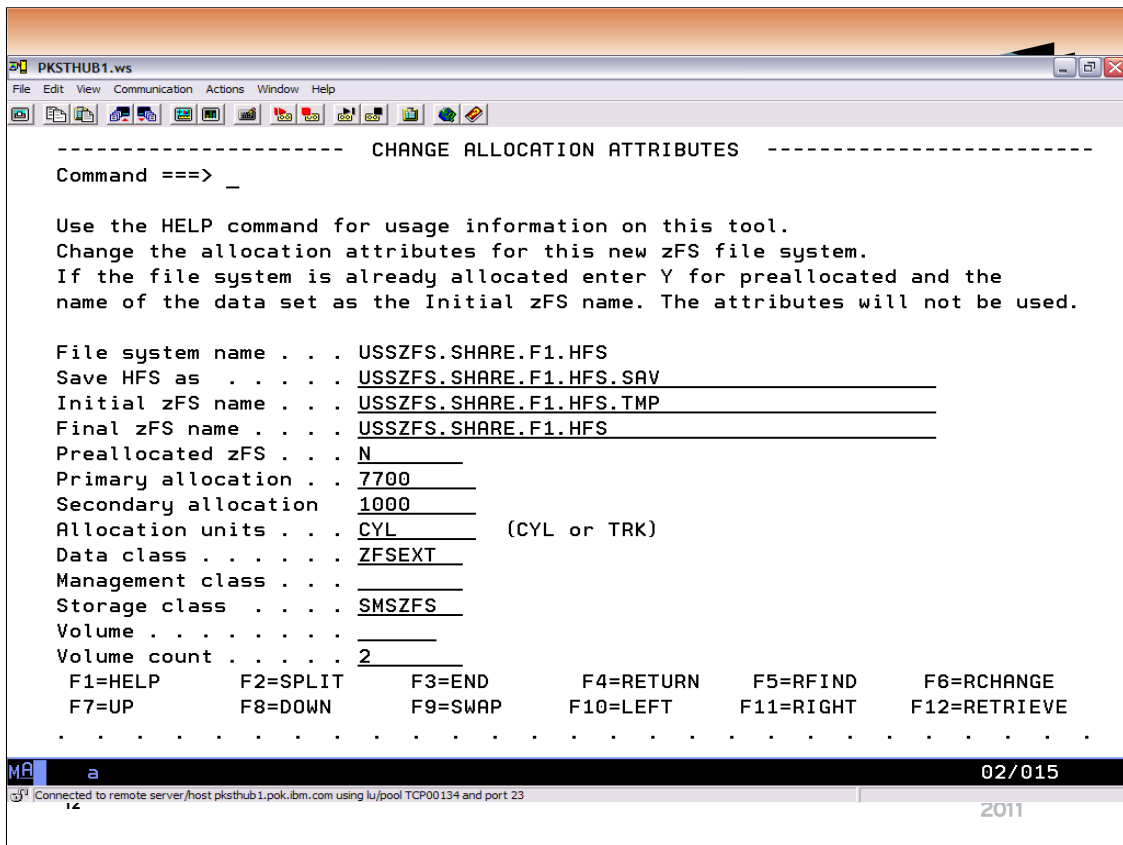 PKSTHUB1.ws
File Edit View Communication Actions Window Help
---------------------- CHANGE ALLOCATION ATTRIBUTES -------------------------
Command ===> _
Use the HELP command for usage information on this tool.
Change the allocation attributes for this new zFS file system.
If the file system is already allocated enter Y for preallocated and the
name of the data set as the Initial zFS name. The attributes will not be used.
File system name . . . USSZFS.SHARE.F1.HFS
Save HFS as . . . . . USSZFS.SHARE.F1.HFS.SAV
Initial zFS name . . . USSZFS.SHARE.F1.HFS.TMP
Final zFS name . . . . USSZFS.SHARE.F1.HFS
Preallocated zFS . . . N
Primary allocation . . 7700
Secondary allocation 1000
Allocation units . . . CYL (CYL or TRK)
Data class . . . . . . ZFSEXT
Management class . . .
Storage class . . . . SMSZFS
Volume . . . . . . . .
Volume count . . . . . 2
F1=HELP F2=SPLIT F3=END F4=RETURN F5=RFIND F6=RCHANGE
F7=UP F8=DOWN F9=SWAP F10=LEFT F11=RIGHT F12=RETRIEVE
. . . . . . . . . . . . . . . . . . . . . . . . . . . . . . . .
MA a 02/015
Connected to remote server/host pksthub1.pok.ibm.com using lu/pool TCP00134 and port 23
12 2011